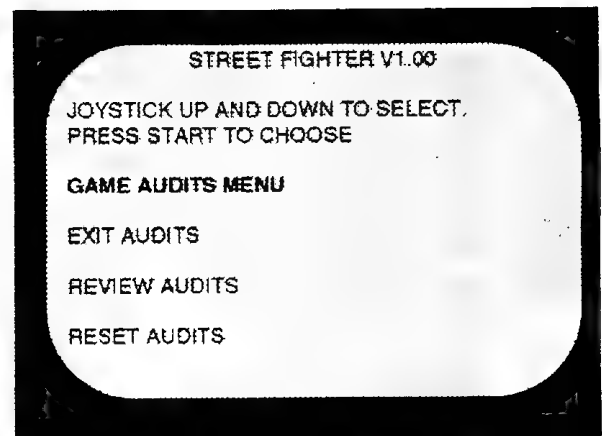 STREET FIGHTER V1.00
JOYSTICK UP AND DOWN TO SELECT.
PRESS START TO CHOOSE
GAME AUDITS MENU
EXIT AUDITS
REVIEW AUDITS
RESET AUDITS